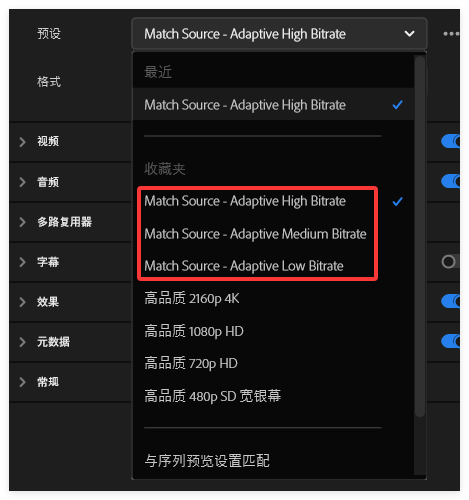 预设
Match Source - Adaptive High Bitrate
格式
最近
Match Source - Adaptive High Bitrate
收藏夹
Match Source - Adaptive High Bitrate
Match Source - Adaptive Medium Bitrate
Match Source - Adaptive Low Bitrate
高品质 2160p 4K
高品质 1080p HD
高品质 720p HD
高品质 480p SD 宽银幕
与序列预览设置匹配
视频
音频
多路复用器
字幕
效果
元数据
常规